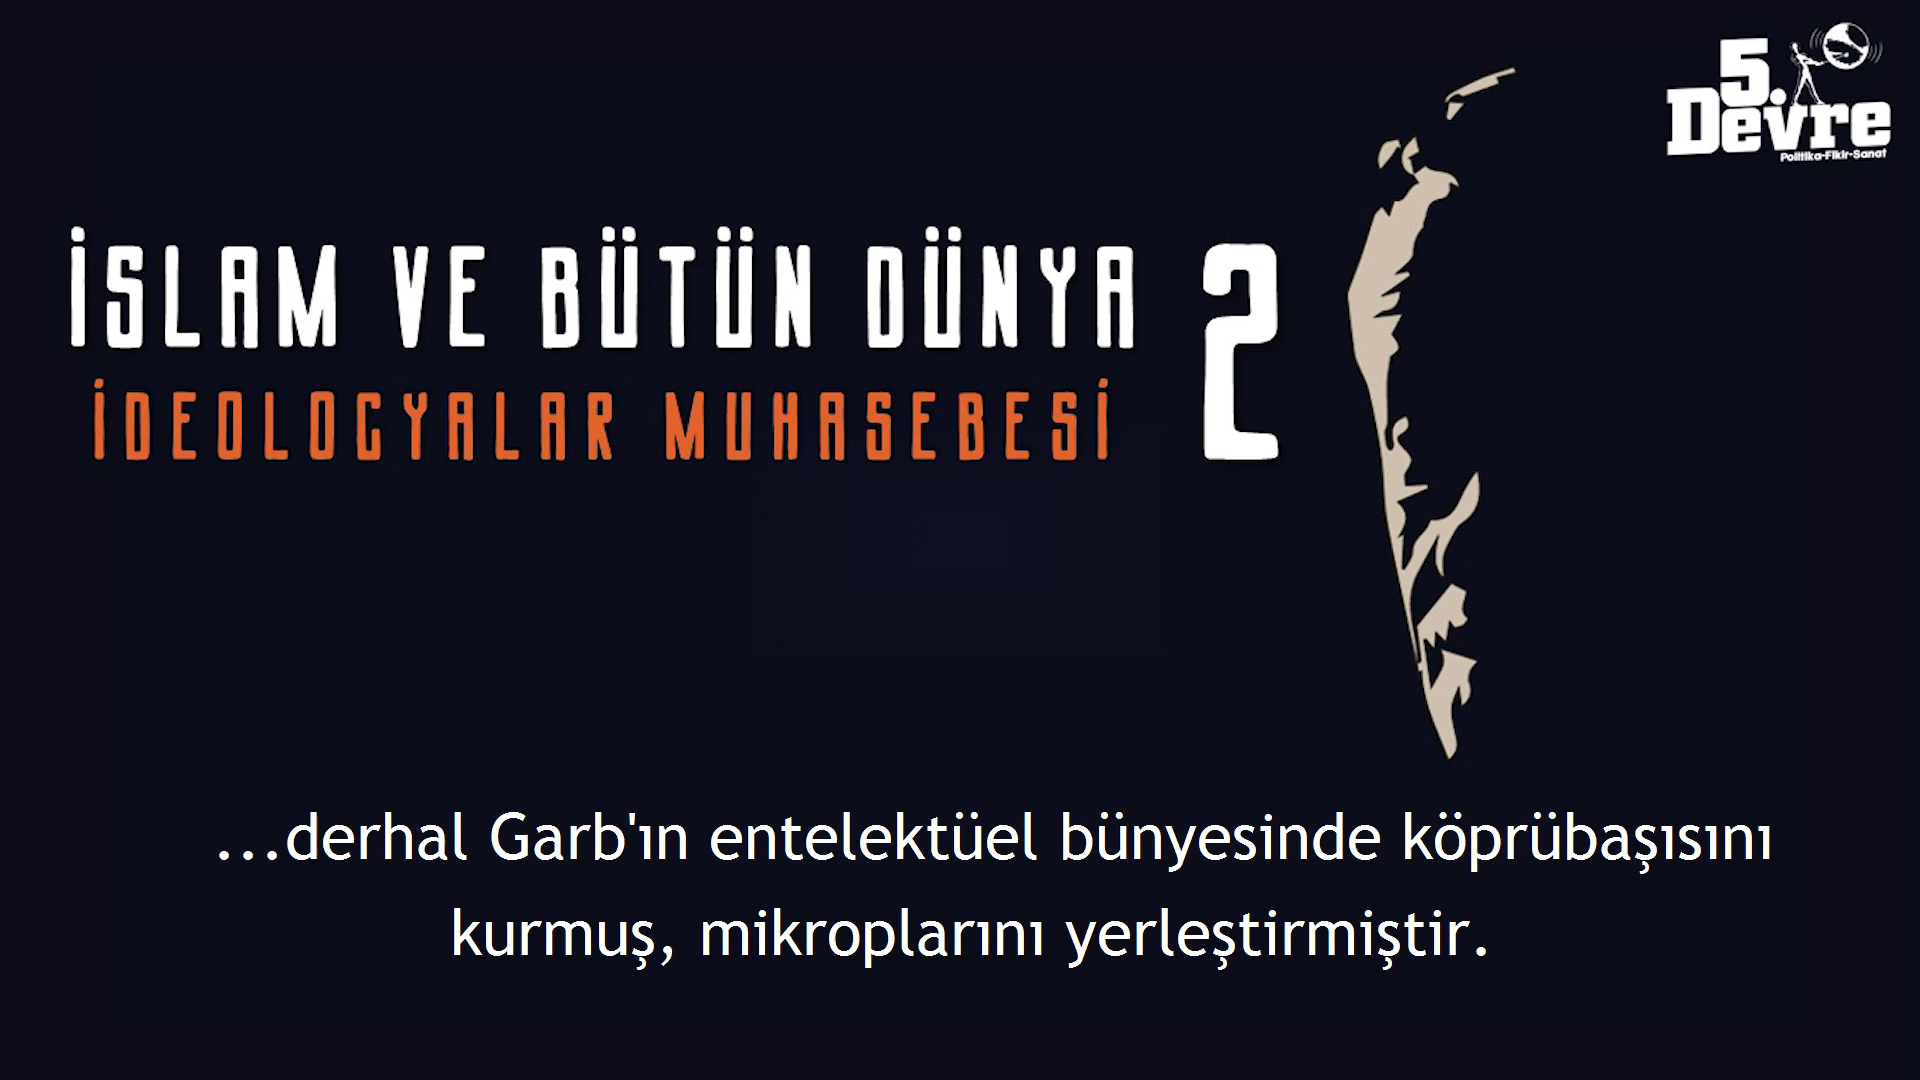 5.
Devre
Politika-Fikir-Sanat
İSLAM VE BÜTÜN DÜNYA 2
İDEOLOGYALAR MUHASEBESİ
...derhal Garb'ın entelektüel bünyesinde köprübaşısını
kurmuş, mikroplarını yerleştirmiştir.